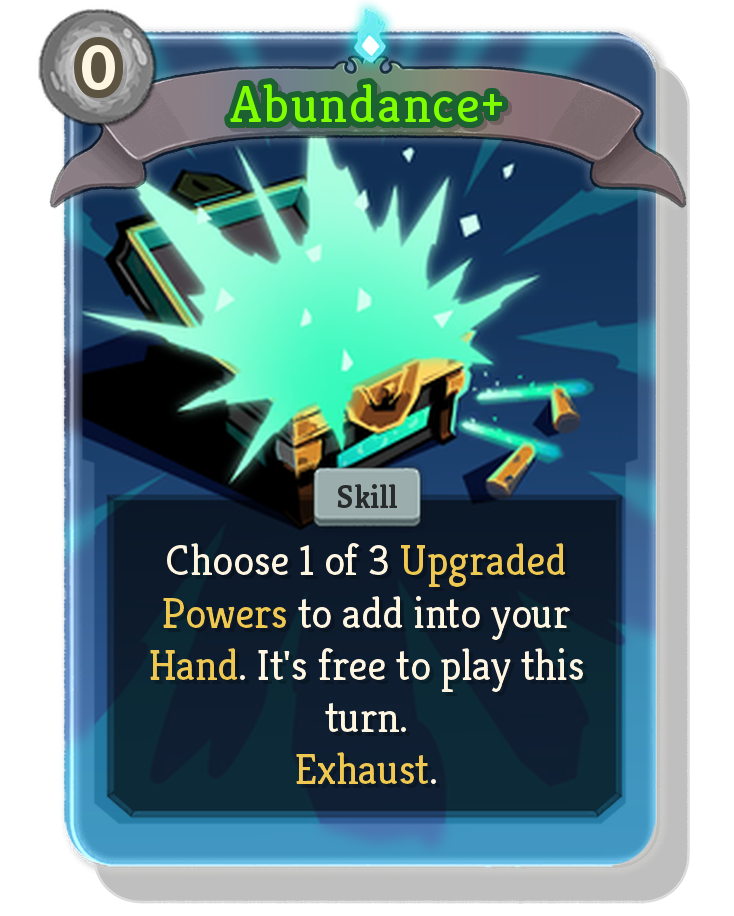 0
Abundance+
Skill
Choose 1 of 3 Upgraded
Powers to add into your
Hand. It's free to play this
turn.
Exhaust.